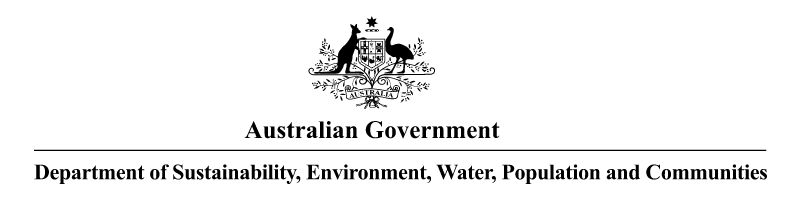 AUSTRALIA
Australian Government
Department of Sustainability, Environment, Water, Population and Communities